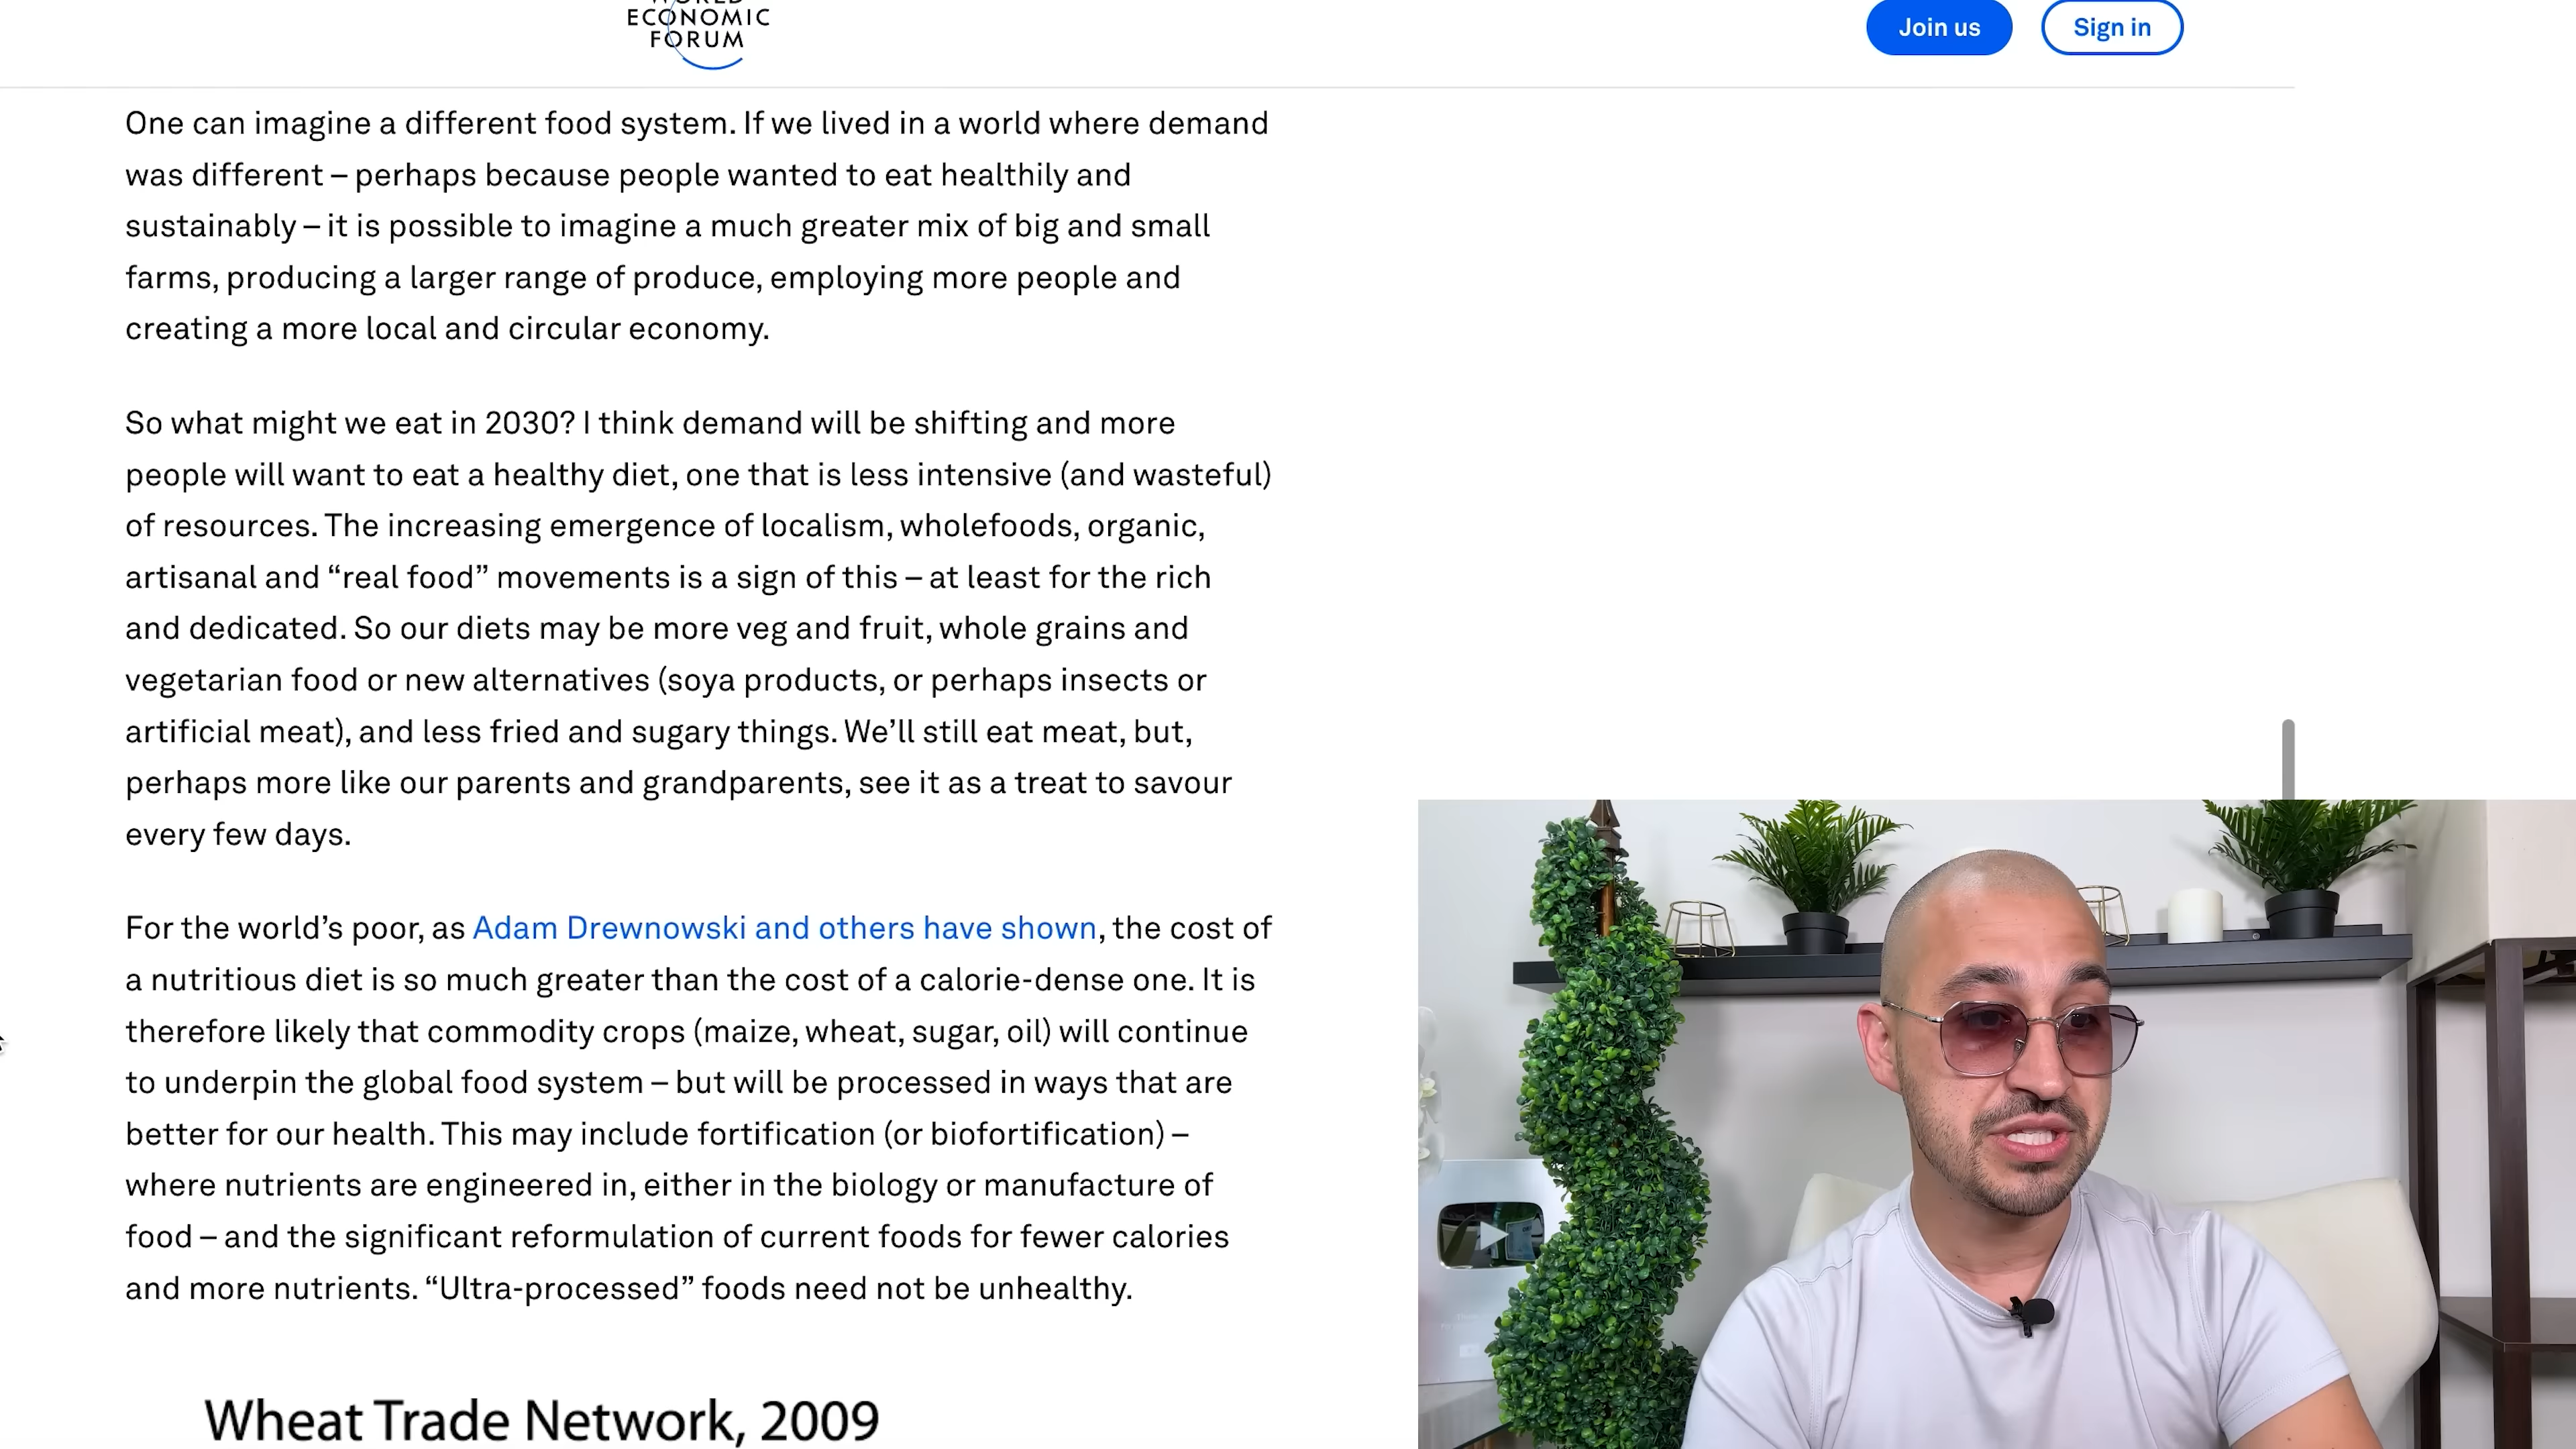 WORLD
ECONOMIC
FORUM
Join us
Sign in
One can imagine a different food system. If we lived in a world where demand
was different – perhaps because people wanted to eat healthily and
sustainably – it is possible to imagine a much greater mix of big and small
farms, producing a larger range of produce, employing more people and
creating a more local and circular economy.
So what might we eat in 2030? I think demand will be shifting and more
people will want to eat a healthy diet, one that is less intensive (and wasteful)
of resources. The increasing emergence of localism, wholefoods, organic,
artisanal and “real food” movements is a sign of this – at least for the rich
and dedicated. So our diets may be more veg and fruit, whole grains and
vegetarian food or new alternatives (soya products, or perhaps insects or
artificial meat), and less fried and sugary things. We’ll still eat meat, but,
perhaps more like our parents and grandparents, see it as a treat to savour
every few days.
For the world’s poor, as Adam Drewnowski and others have shown, the cost of
a nutritious diet is so much greater than the cost of a calorie-dense one. It is
therefore likely that commodity crops (maize, wheat, sugar, oil) will continue
to underpin the global food system – but will be processed in ways that are
better for our health. This may include fortification (or biofortification) –
where nutrients are engineered in, either in the biology or manufacture of
food – and the significant reformulation of current foods for fewer calories
and more nutrients. “Ultra-processed” foods need not be unhealthy.
Wheat Trade Network, 2009